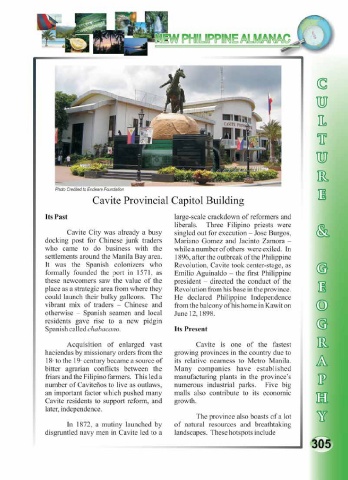 NEW PHILIPPINE ALMANAC
Photo Credited to Enclearn Foundation
Cavite Provincial Capitol Building
Its Past
Cavite City was already a busy
docking post for Chinese junk traders
who came to do business with the
settlements around the Manila Bay area.
It was the Spanish colonizers who
formally founded the port in 1571, as
these newcomers saw the value of the
place as a strategic area from where they
could launch their bulky galleons. The
vibrant mix of traders – Chinese and
otherwise – Spanish seamen and local
residents gave rise to a new pidgin
Spanish called chabacano.
Acquisition of enlarged vast
haciendas by missionary orders from the
18th to the 19th century became a source of
bitter agrarian conflicts between the
friars and the Filipino farmers. This led a
number of Caviteños to live as outlaws,
an important factor which pushed many
Cavite residents to support reform, and
later, independence.
In 1872, a mutiny launched by
disgruntled navy men in Cavite led to a
large-scale crackdown of reformers and
liberals. Three Filipino priests were
singled out for execution – Jose Burgos,
Mariano Gomez and Jacinto Zamora –
while a number of others were exiled. In
1896, after the outbreak of the Philippine
Revolution, Cavite took center-stage, as
Emilio Aguinaldo – the first Philippine
president – directed the conduct of the
Revolution from his base in the province.
He declared Philippine Independence
from the balcony of his home in Kawit on
June 12, 1898.
Its Present
Cavite is one of the fastest
growing provinces in the country due to
its relative nearness to Metro Manila.
Many companies have established
manufacturing plants in the province's
numerous industrial parks. Five big
malls also contribute to its economic
growth.
The province also boasts of a lot
of natural resources and breathtaking
landscapes. These hotspots include
CULTURE & GEOGRAPHY
305